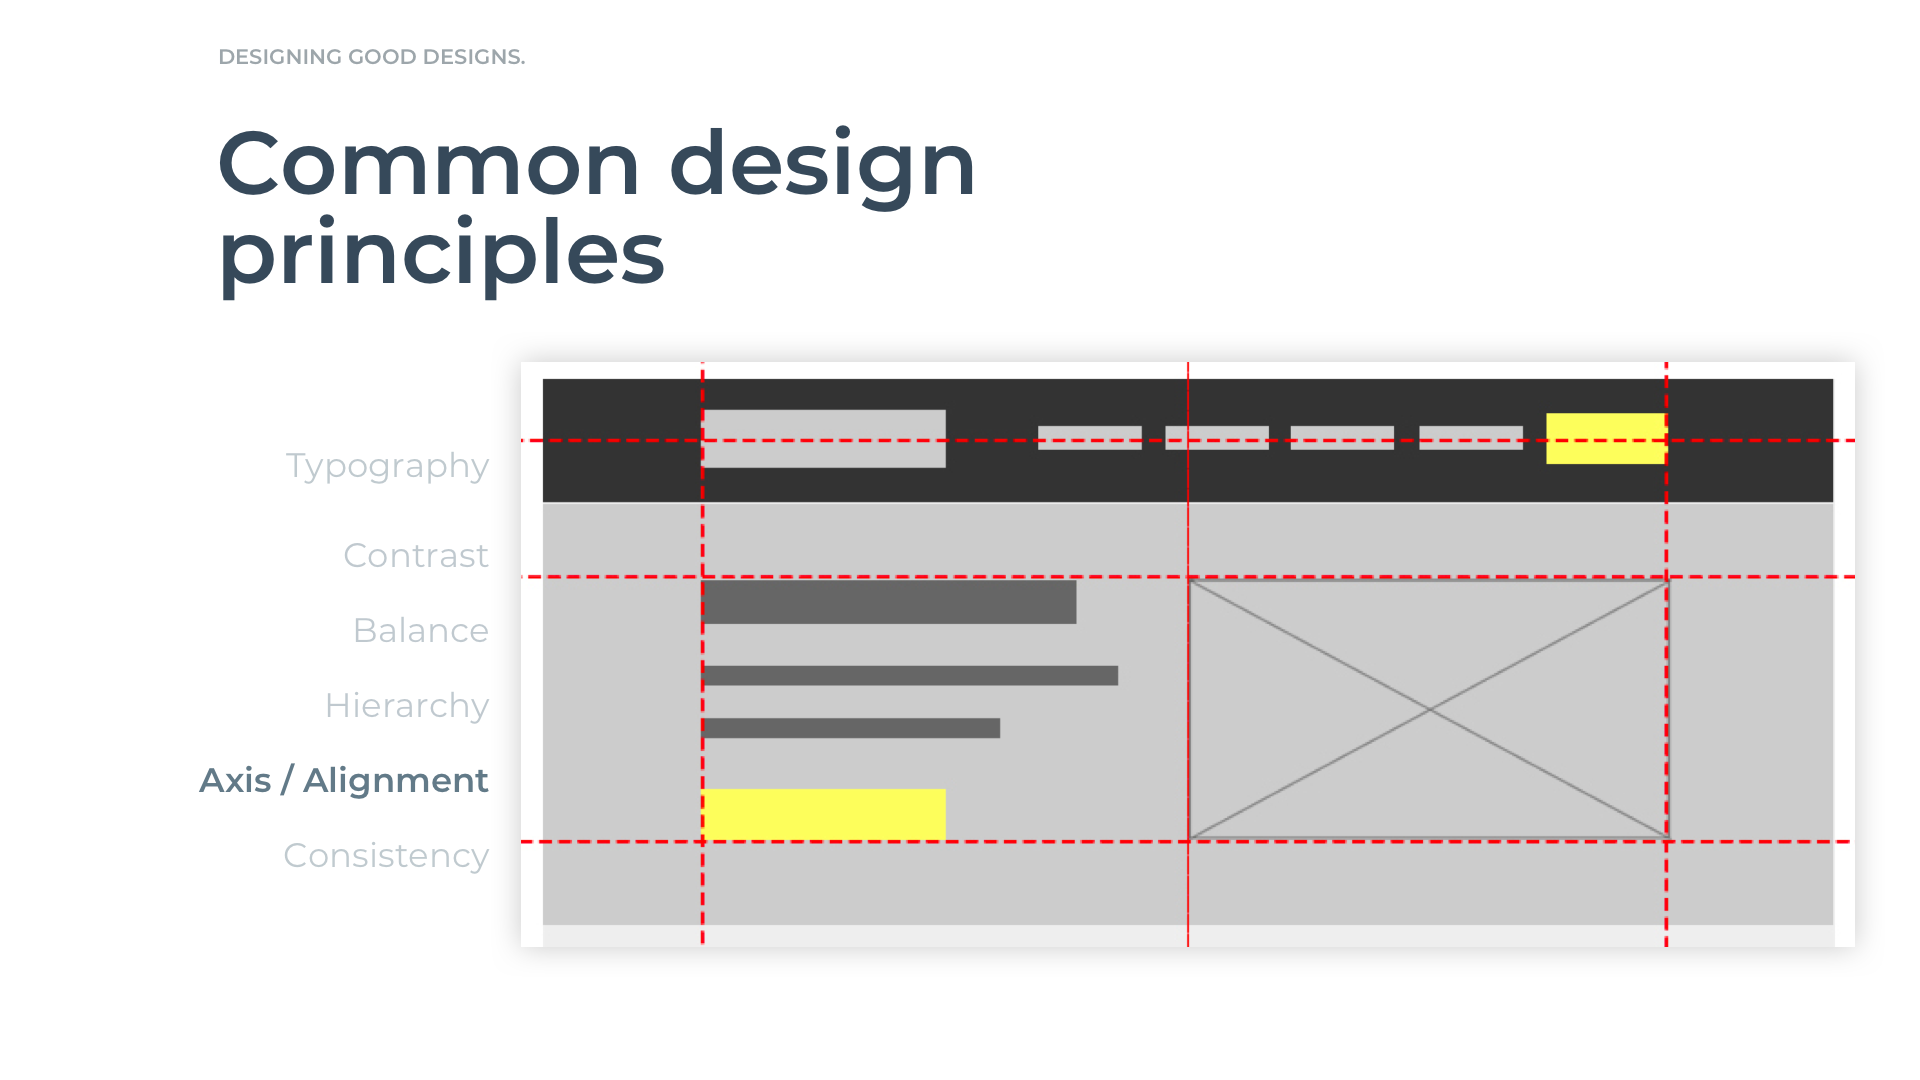 DESIGNING GOOD DESIGNS.
Common design
principles
Typography
Contrast
Balance
Hierarchy
Axis / Alignment
Consistency